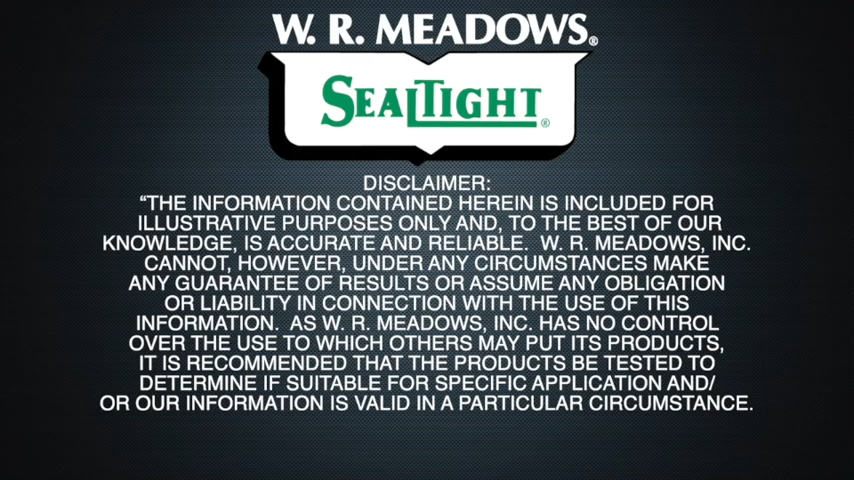 W. R. MEADOWS®
SEALTIGHT®
DISCLAIMER:
“THE INFORMATION CONTAINED HEREIN IS INCLUDED FOR
ILLUSTRATIVE PURPOSES ONLY AND, TO THE BEST OF OUR
KNOWLEDGE, IS ACCURATE AND RELIABLE.  W. R. MEADOWS, INC.
CANNOT, HOWEVER, UNDER ANY CIRCUMSTANCES MAKE
ANY GUARANTEE OF RESULTS OR ASSUME ANY OBLIGATION
OR LIABILITY IN CONNECTION WITH THE USE OF THIS
INFORMATION.  AS W. R. MEADOWS, INC. HAS NO CONTROL
OVER THE USE TO WHICH OTHERS MAY PUT ITS PRODUCTS,
IT IS RECOMMENDED THAT THE PRODUCTS BE TESTED TO
DETERMINE IF SUITABLE FOR SPECIFIC APPLICATION AND/
OR OUR INFORMATION IS VALID IN A PARTICULAR CIRCUMSTANCE.